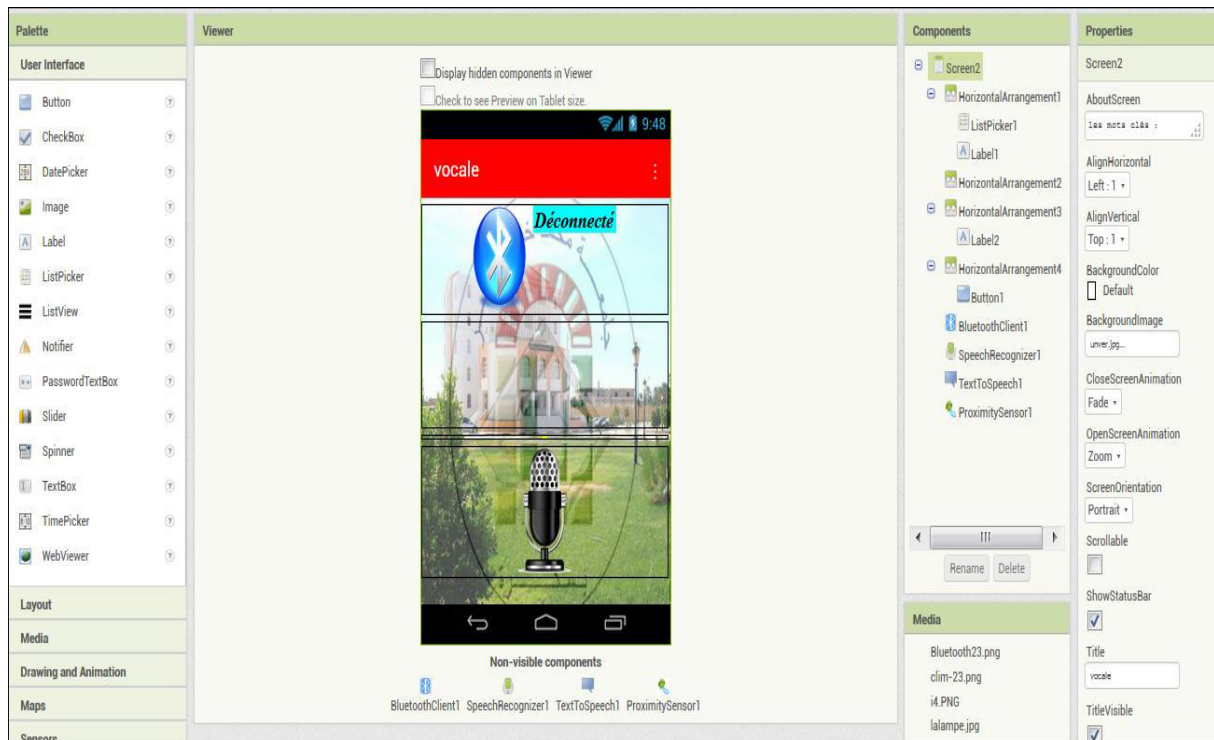 Palette
User Interface
Button
CheckBox
DatePicker
Image
Label
ListPicker
ListView
Notifier
PasswordTextBox
Slider
Spinner
TextBox
TimePicker
WebViewer
Layout
Media
Drawing and Animation
Maps
Sensors
Viewer
Display hidden components in Viewer
Check to see Preview on Tablet size.
9:48
vocale
Déconnecté
Non-visible components
BluetoothClient1 SpeechRecognizer1 TextToSpeech1 ProximitySensor1
Components
Screen2
HorizontalArrangement1
ListPicker1
Label1
HorizontalArrangement2
HorizontalArrangement3
Label2
HorizontalArrangement4
Button1
BluetoothClient1
SpeechRecognizer1
TextToSpeech1
ProximitySensor1
Rename Delete
Media
Bluetooth23.png
clim-23.png
i4.PNG
lalampe.jpg
Properties
Screen2
AboutScreen
les mots clés :
AlignHorizontal
Left : 1
AlignVertical
Top : 1
BackgroundColor
Default
BackgroundImage
unver.jpg...
CloseScreenAnimation
Fade
OpenScreenAnimation
Zoom
ScreenOrientation
Portrait
Scrollable
ShowStatusBar
Title
vocale
TitleVisible